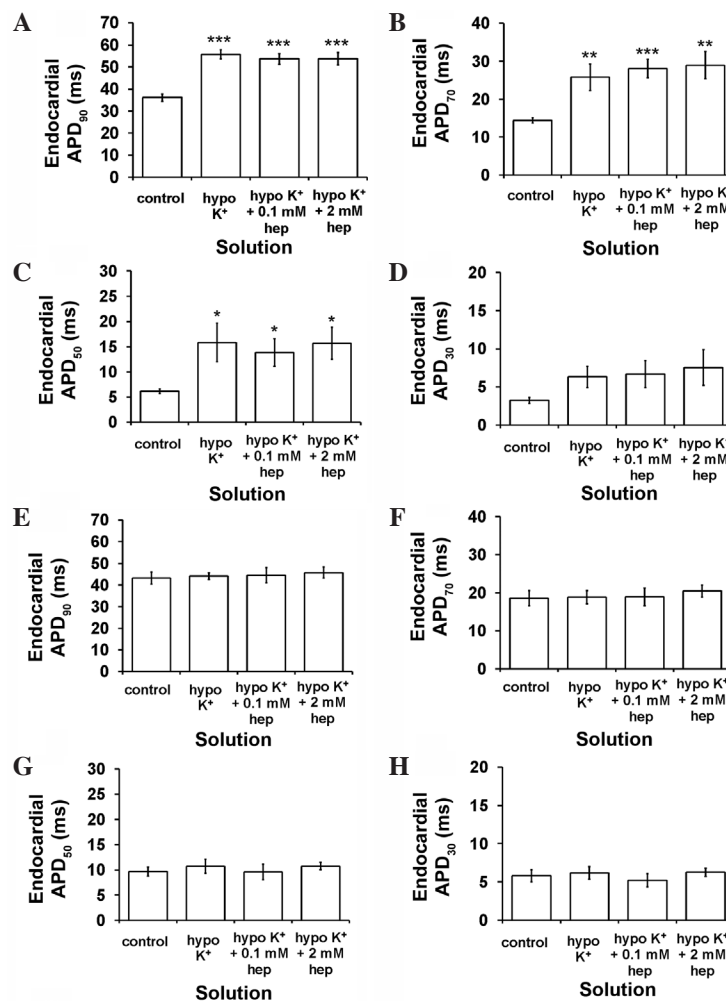 A
Endocardial
APD90 (ms)
70
60
50
40
30
20
10
0
***
***
***
control
hypo K+
hypo K+ + 0.1 mM hep
hypo K+ + 2 mM hep
Solution
B
Endocardial
APD70 (ms)
40
30
20
10
0
**
***
**
control
hypo K+
hypo K+ + 0.1 mM hep
hypo K+ + 2 mM hep
Solution
C
Endocardial
APD50 (ms)
30
25
20
15
10
5
0
*
*
*
control
hypo K+
hypo K+ + 0.1 mM hep
hypo K+ + 2 mM hep
Solution
D
Endocardial
APD30 (ms)
20
15
10
5
0
control
hypo K+
hypo K+ + 0.1 mM hep
hypo K+ + 2 mM hep
Solution
E
Endocardial
APD90 (ms)
70
60
50
40
30
20
10
0
control
hypo K+
hypo K+ + 0.1 mM hep
hypo K+ + 2 mM hep
Solution
F
Endocardial
APD70 (ms)
40
30
20
10
0
control
hypo K+
hypo K+ + 0.1 mM hep
hypo K+ + 2 mM hep
Solution
G
Endocardial
APD50 (ms)
30
25
20
15
10
5
0
control
hypo K+
hypo K+ + 0.1 mM hep
hypo K+ + 2 mM hep
Solution
H
Endocardial
APD30 (ms)
20
15
10
5
0
control
hypo K+
hypo K+ + 0.1 mM hep
hypo K+ + 2 mM hep
Solution